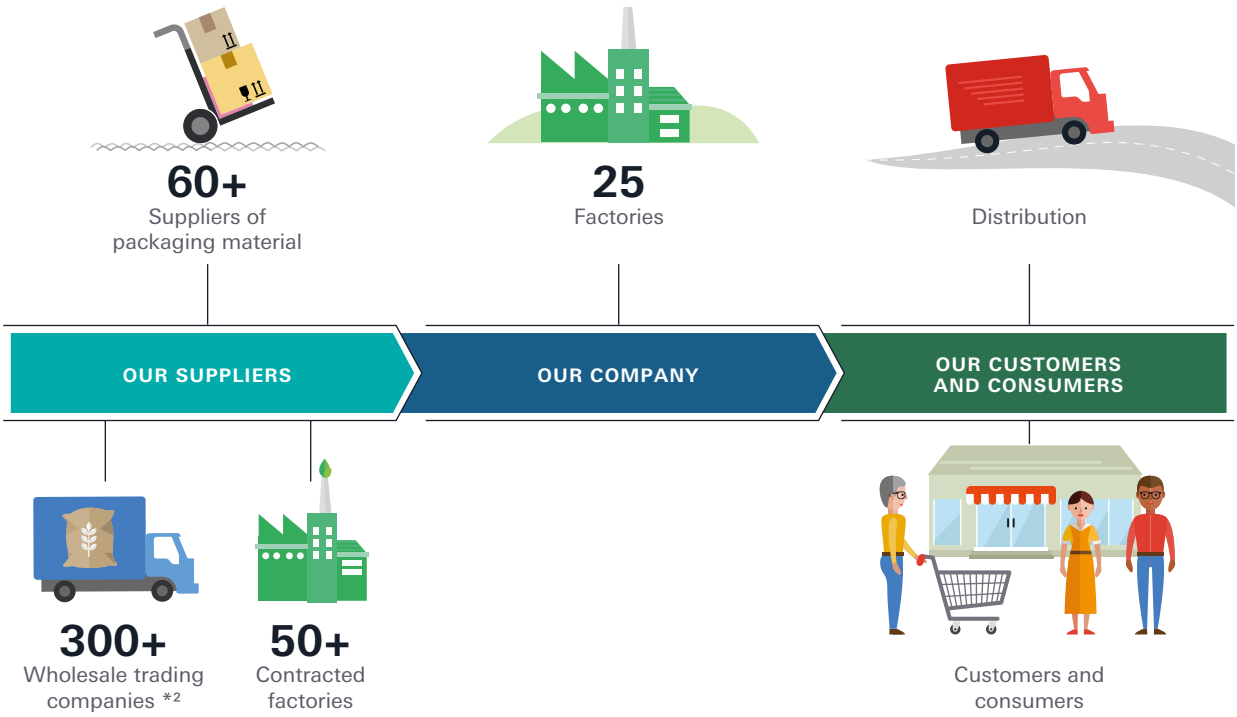 60+
Suppliers of
packaging material
25
Factories
Distribution
OUR SUPPLIERS
OUR COMPANY
OUR CUSTOMERS
AND CONSUMERS
300+
Wholesale trading
companies *²
50+
Contracted
factories
Customers and
consumers